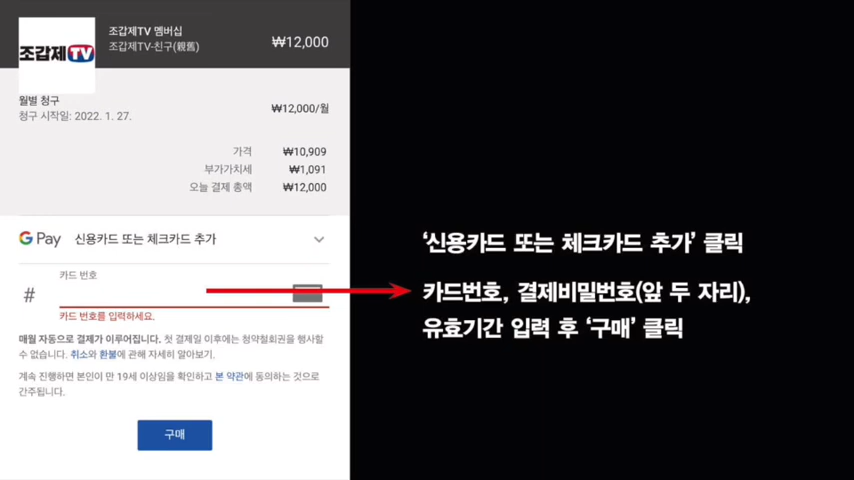 조갑제TV
조갑제TV 멤버십
조갑제TV-친구(親舊)
₩12,000
월별 청구
청구 시작일: 2022. 1. 27.
₩12,000/월
가격 ₩10,909
부가가치세 ₩1,091
오늘 결제 총액 ₩12,000
G Pay 신용카드 또는 체크카드 추가
카드 번호
#
카드 번호를 입력하세요.
매월 자동으로 결제가 이루어집니다. 첫 결제일 이후에는 청약철회권을 행사할
수 없습니다. 취소와 환불에 관해 자세히 알아보기.
계속 진행하면 본인이 만 19세 이상임을 확인하고 본 약관에 동의하는 것으로
간주됩니다.
구매
‘신용카드 또는 체크카드 추가’ 클릭
카드번호, 결제비밀번호(앞 두 자리),
유효기간 입력 후 ‘구매’ 클릭